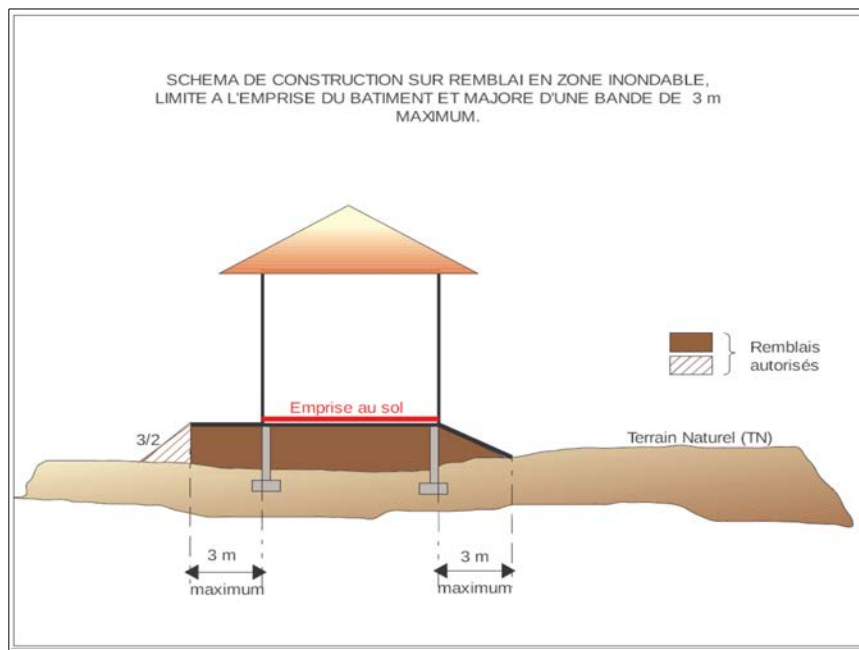 SCHEMA DE CONSTRUCTION SUR REMBLAI EN ZONE INONDABLE,
LIMITE A L'EMPRISE DU BATIMENT ET MAJORE D'UNE BANDE DE 3 m
MAXIMUM.
Remblais
autorisés
Emprise au sol
3/2
Terrain Naturel (TN)
3 m
maximum
3 m
maximum